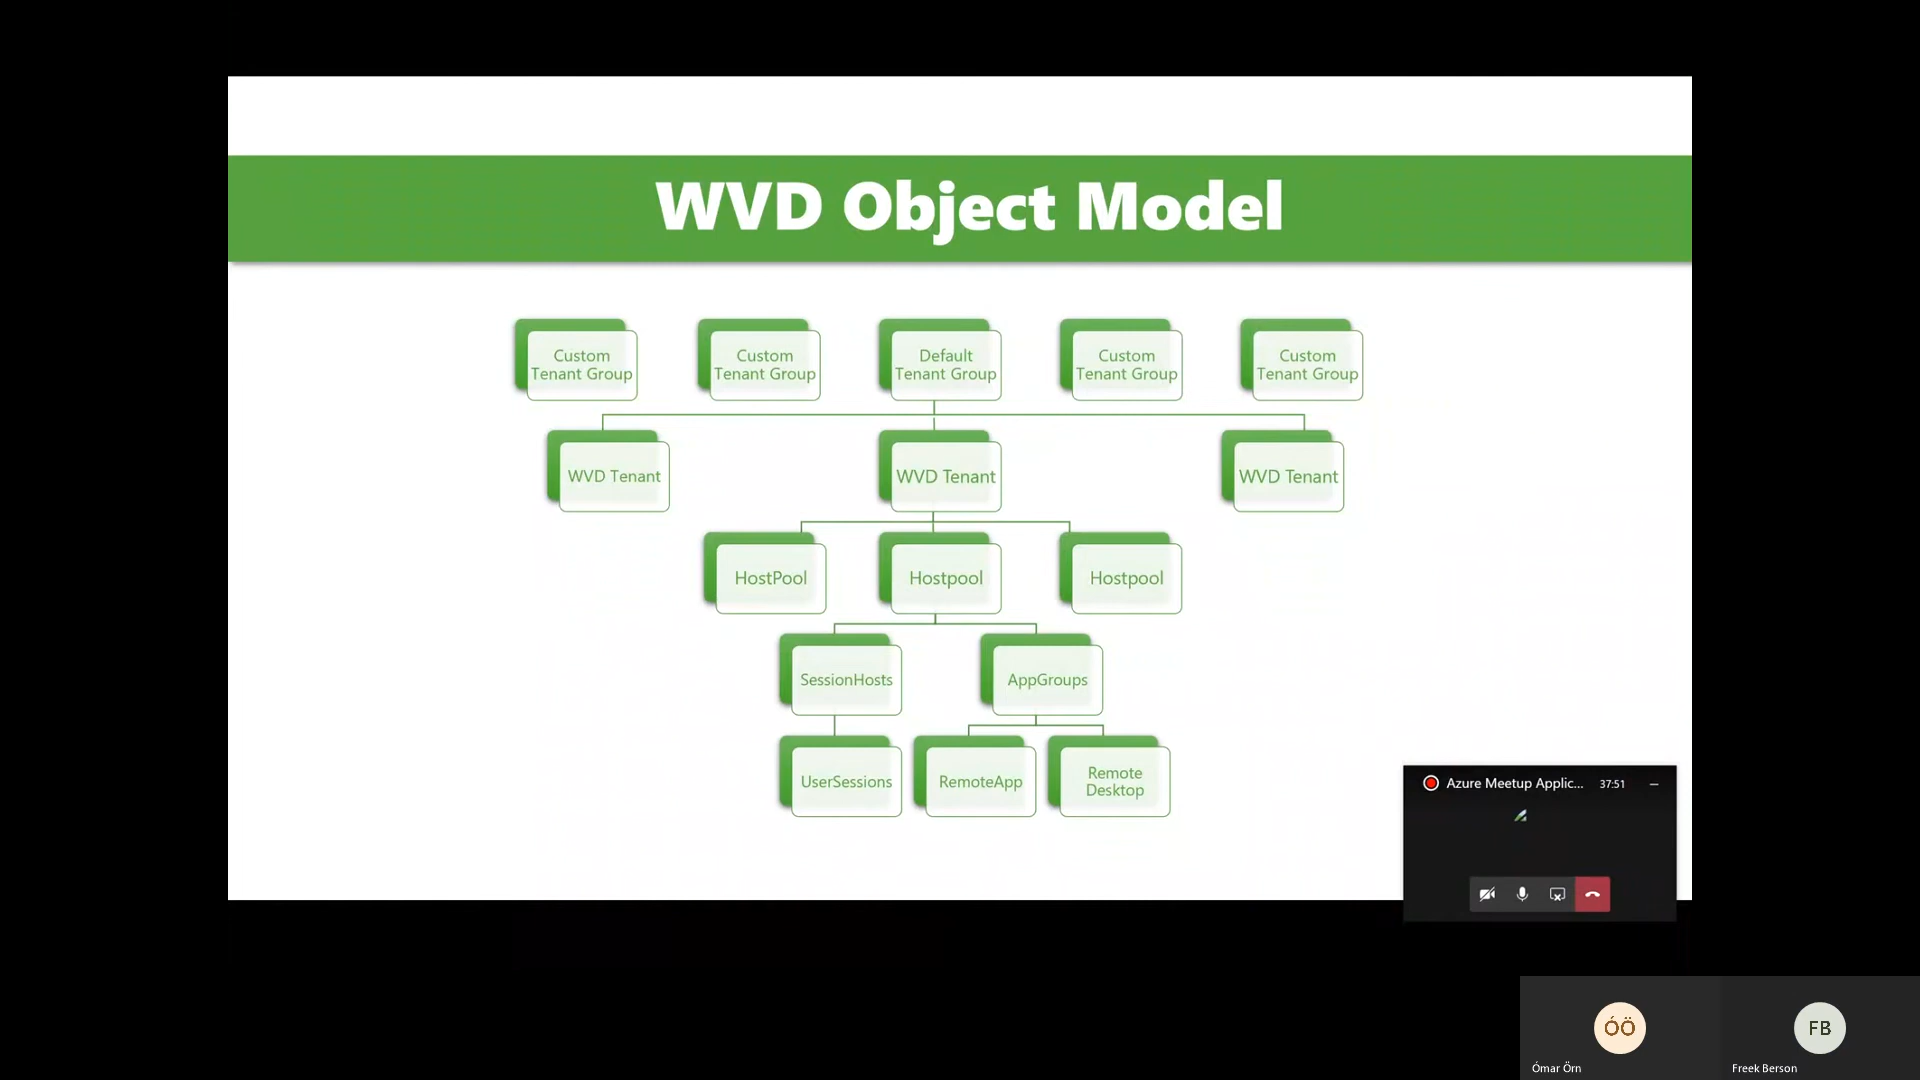 WVD Object Model
Custom
Tenant Group
Custom
Tenant Group
Default
Tenant Group
Custom
Tenant Group
Custom
Tenant Group
WVD Tenant
WVD Tenant
WVD Tenant
HostPool
Hostpool
Hostpool
SessionHosts
AppGroups
UserSessions
RemoteApp
Remote
Desktop
Azure Meetup Applic... 37:51
ÓÖ
FB
Ómar Örn
Freek Berson